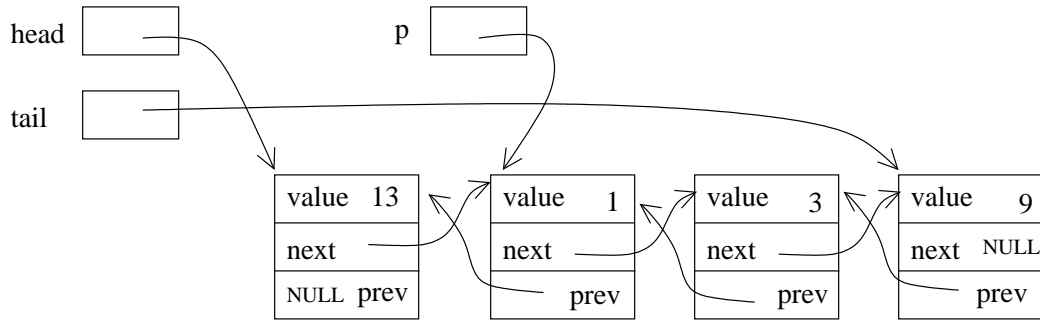 head
p
tail
value 13
value 1
value 3
value 9
next
next
next
next NULL
NULL prev
prev
prev
prev